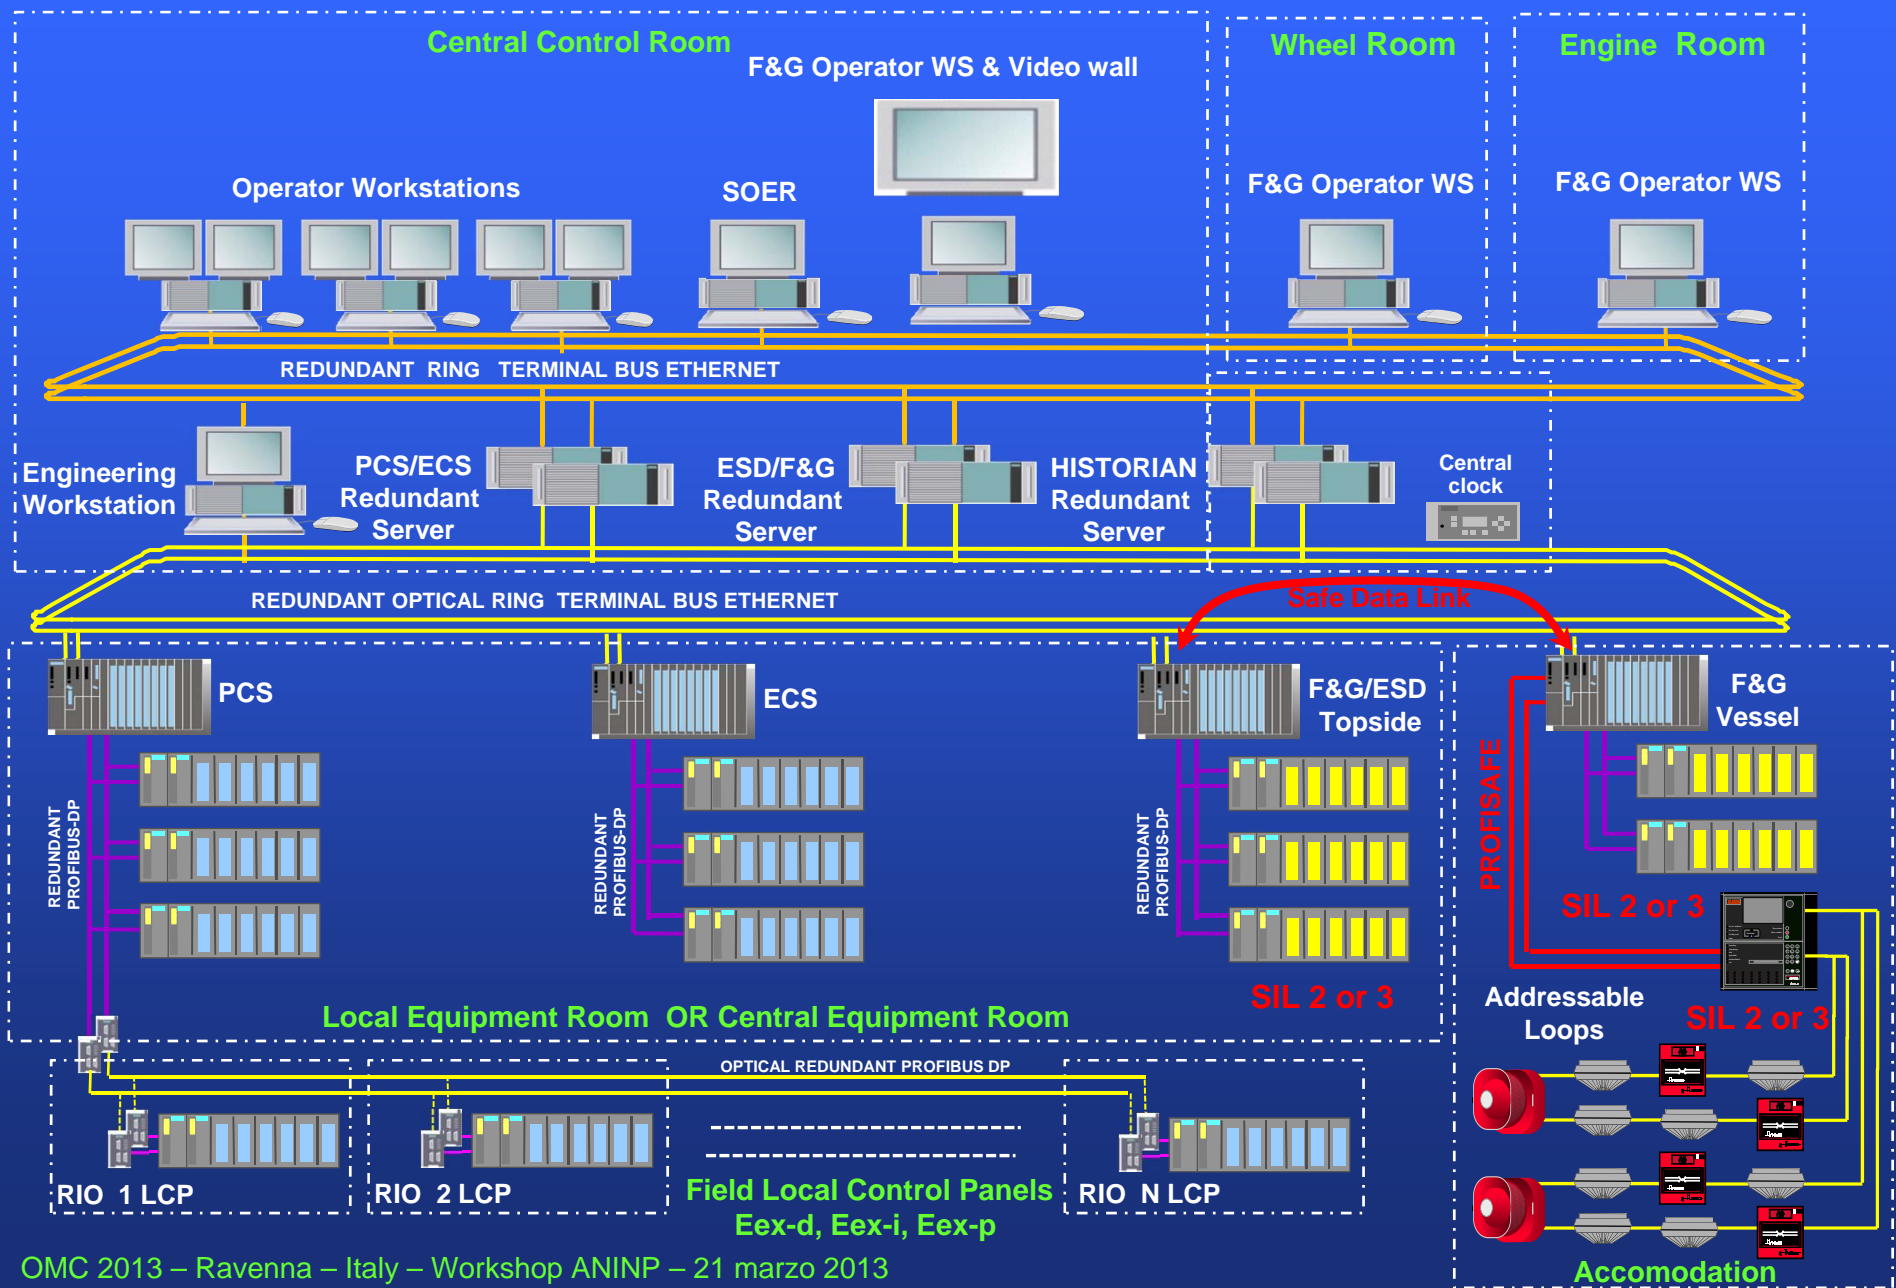 Central Control Room
Wheel Room
Engine Room
F&G Operator WS & Video wall
Operator Workstations
SOER
F&G Operator WS
F&G Operator WS
REDUNDANT RING TERMINAL BUS ETHERNET
Engineering
Workstation
PCS/ECS
Redundant
Server
ESD/F&G
Redundant
Server
HISTORIAN
Redundant
Server
Central
clock
REDUNDANT OPTICAL RING TERMINAL BUS ETHERNET
Safe Data Link
PCS
ECS
F&G/ESD
Topside
F&G
Vessel
REDUNDANT
PROFIBUS-DP
REDUNDANT
PROFIBUS-DP
REDUNDANT
PROFIBUS-DP
PROFISAFE
SIL 2 or 3
SIL 2 or 3
SIL 2 or 3
Addressable
Loops
Local Equipment Room OR Central Equipment Room
OPTICAL REDUNDANT PROFIBUS DP
RIO 1 LCP
RIO 2 LCP
RIO N LCP
Field Local Control Panels
Eex-d, Eex-i, Eex-p
Accomodation
OMC 2013 – Ravenna – Italy – Workshop ANINP – 21 marzo 2013